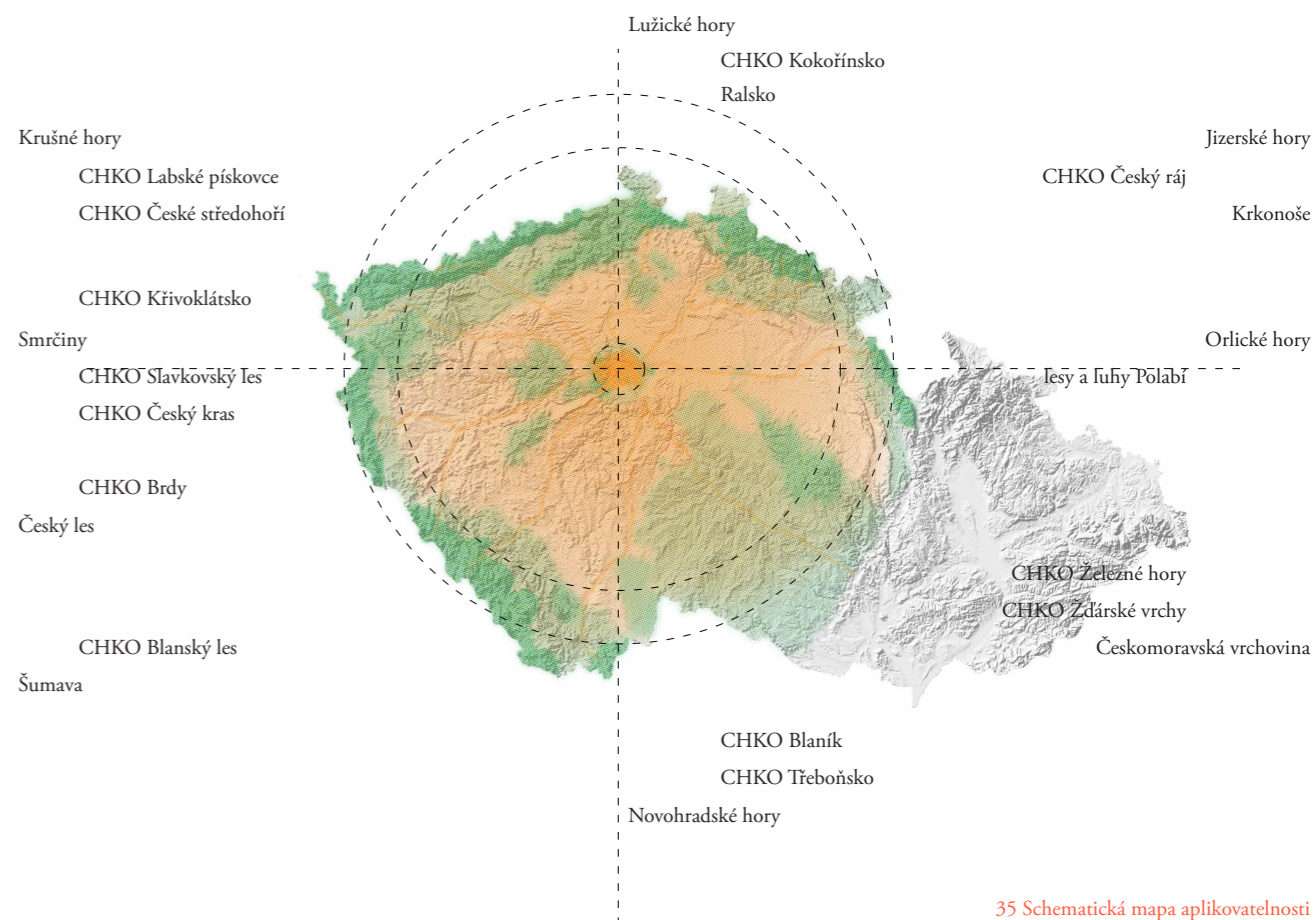 Lužické hory
CHKO Kokořínsko
Ralsko
Krušné hory
Jizerské hory
CHKO Labské pískovce
CHKO Český ráj
CHKO České středohoří
Krkonoše
CHKO Křivoklátsko
Smrčiny
Orlické hory
CHKO Slavkovský les
lesy a luhy Polabí
CHKO Český kras
CHKO Brdy
Český les
CHKO Železné hory
CHKO Žďárské vrchy
CHKO Blanský les
Českomoravská vrchovina
Šumava
CHKO Blaník
CHKO Třeboňsko
Novohradské hory
35 Schematická mapa aplikovatelnosti